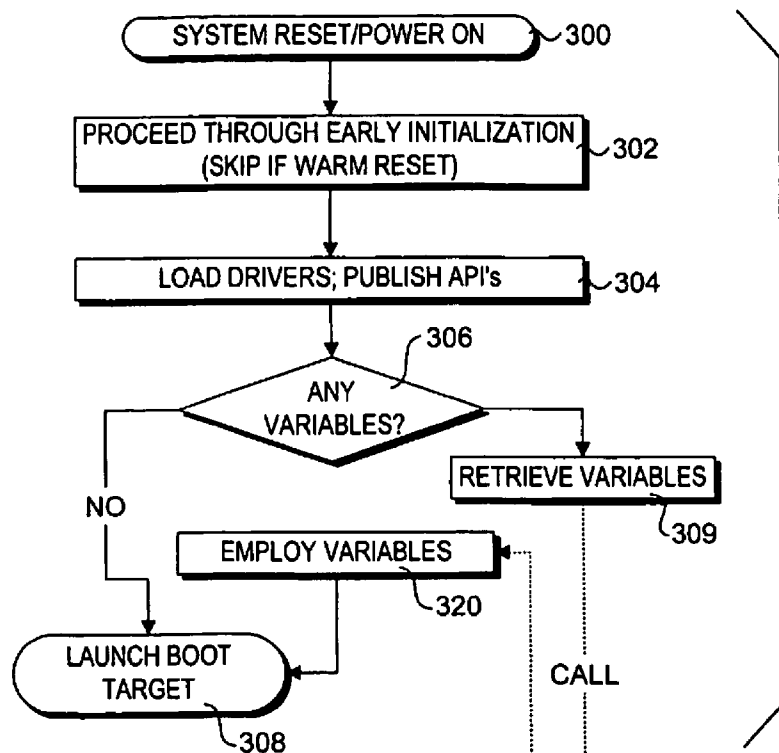 SYSTEM RESET/POWER ON
300
PROCEED THROUGH EARLY INITIALIZATION
(SKIP IF WARM RESET)
302
LOAD DRIVERS; PUBLISH API's
304
306
ANY
VARIABLES?
RETRIEVE VARIABLES
309
NO
EMPLOY VARIABLES
320
LAUNCH BOOT
TARGET
308
CALL